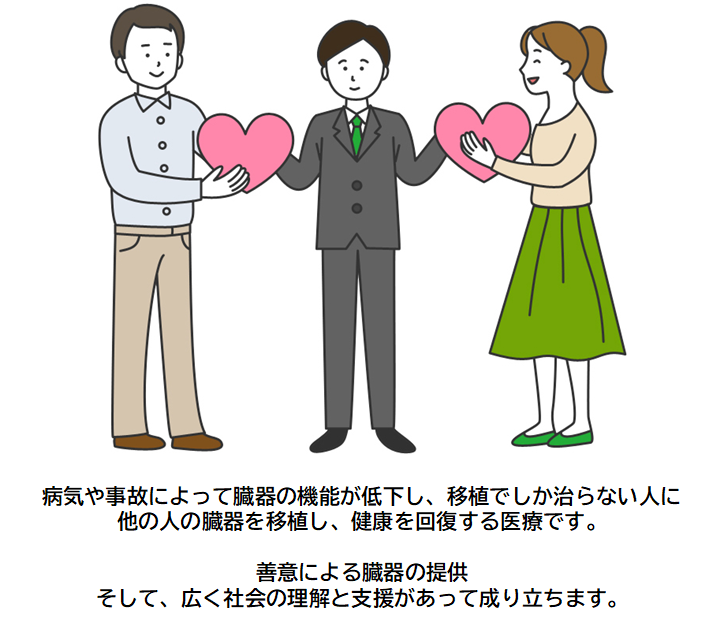 病気や事故によって臓器の機能が低下し、移植でしか治らない人に
他の人の臓器を移植し、健康を回復する医療です。
善意による臓器の提供
そして、広く社会の理解と支援があって成り立ちます。